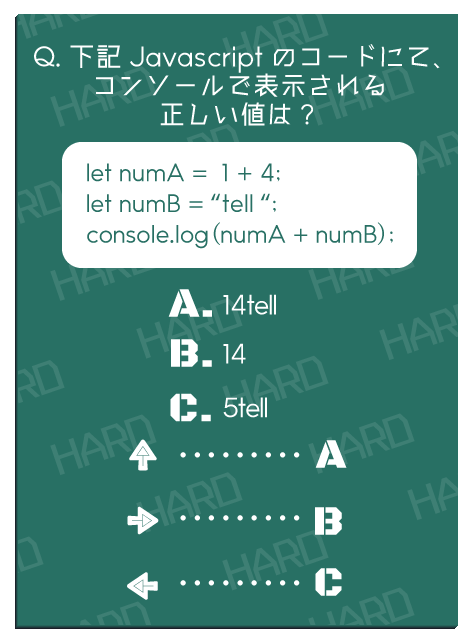 Q. 下記 Javascript のコードにて、
コンソールで表示される
正しい値は？
let numA = 1 + 4;
let numB = “tell “;
console.log(numA + numB);
A. 14tell
B. 14
C. 5tell
↑ ········· A
→ ········· B
← ········· C
HARD